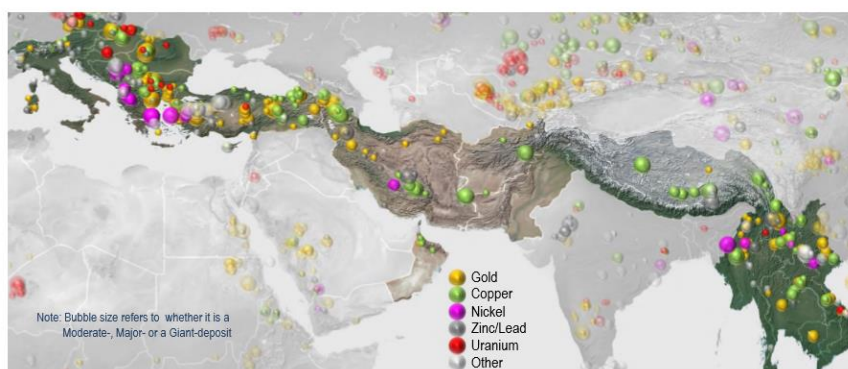 Gold
Copper
Nickel
Zinc/Lead
Uranium
Other
Note: Bubble size refers to whether it is a
Moderate-, Major- or a Giant-deposit